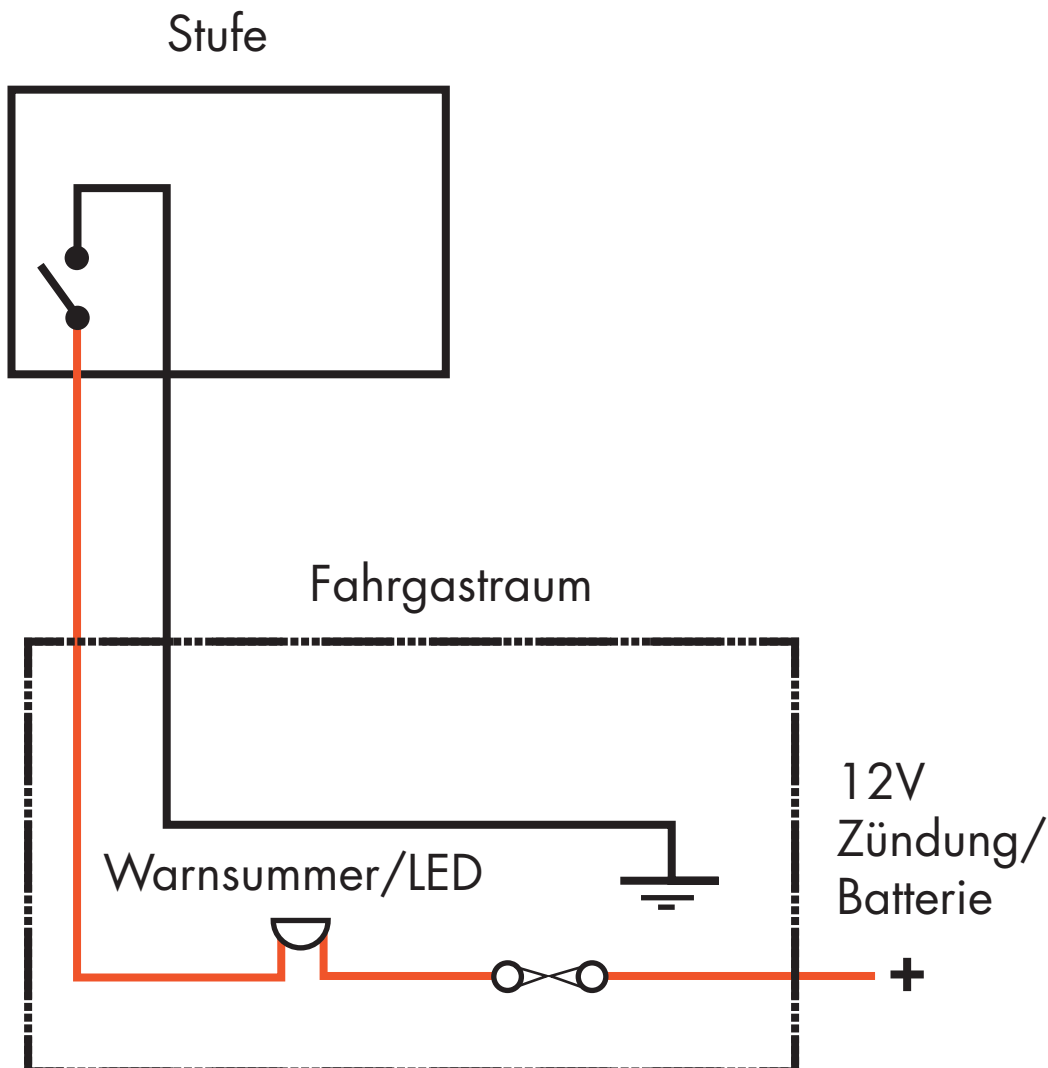 Stufe
Fahrgastraum
12V
Zündung/
Batterie
Warnsummer/LED
+